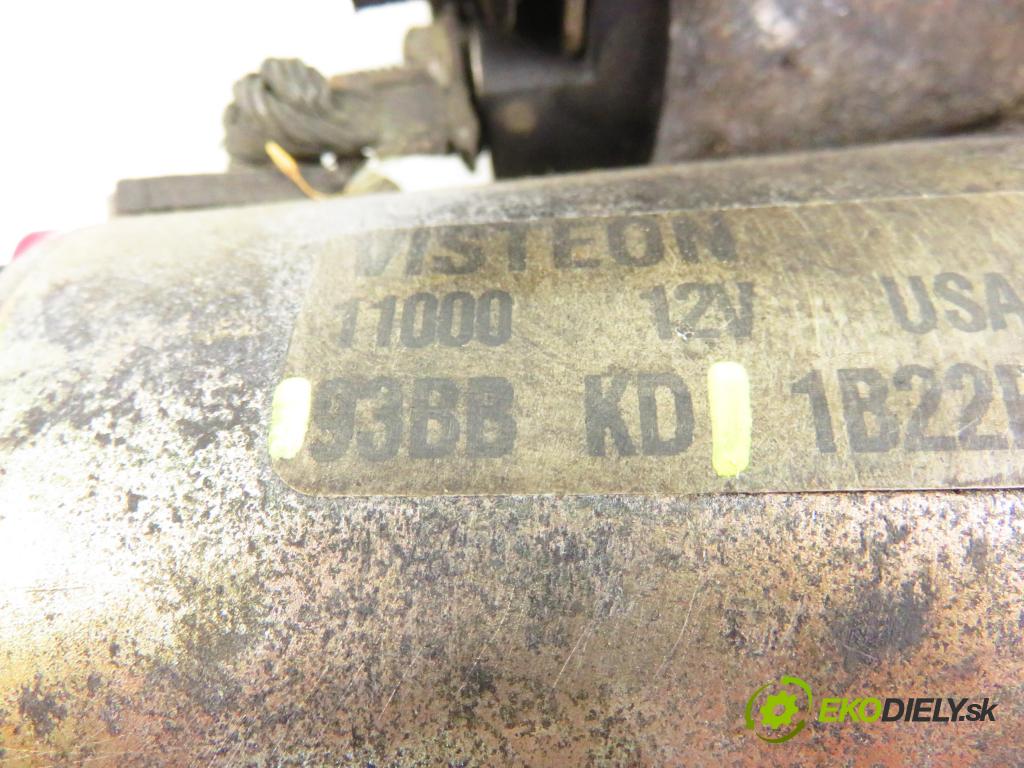 VISTEON
11000 12V USA
93BB KD 1B22
EKODIELY.sk